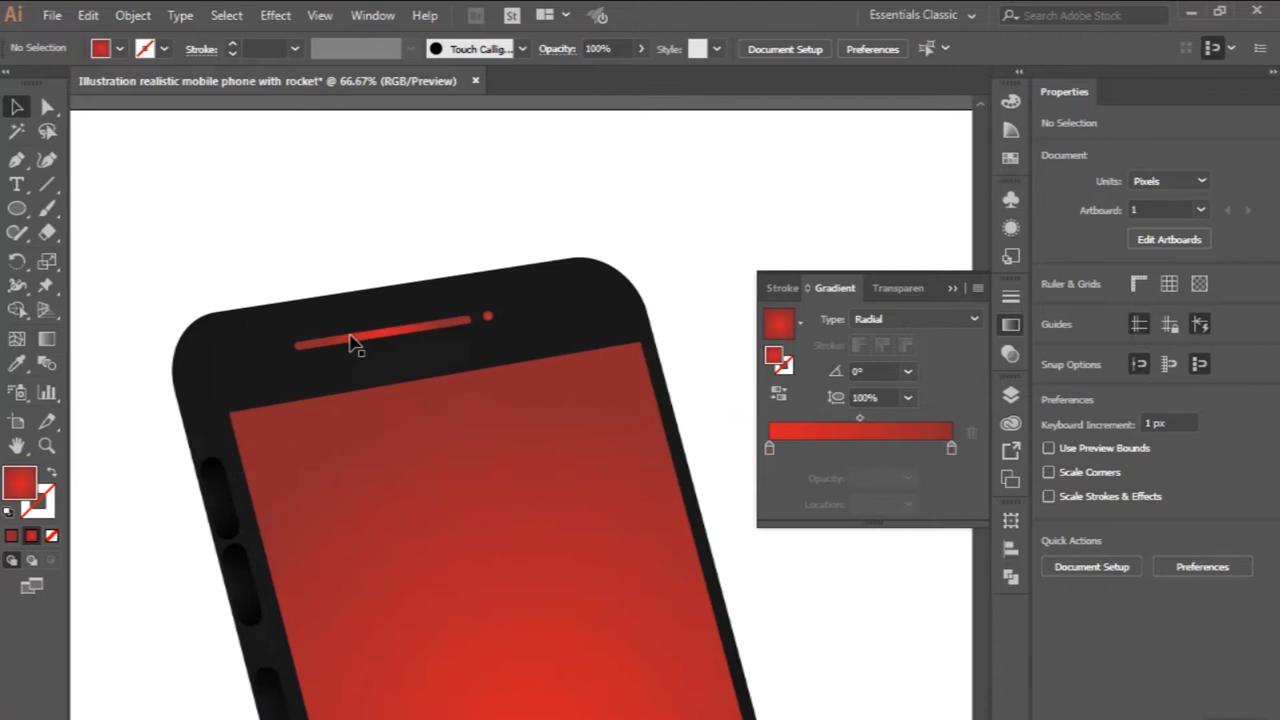 Ai File Edit Object Type Select Effect View Window Help Br St Essentials Classic Search Adobe Stock
No Selection Stroke: Touch Callig... Opacity: 100% Style: Document Setup Preferences
Illustration realistic mobile phone with rocket* @ 66.67% (RGB/Preview)
Properties
No Selection
Document
Units: Pixels
Artboard: 1
Edit Artboards
Ruler & Grids
Guides
Snap Options
Preferences
Keyboard Increment: 1 px
Use Preview Bounds
Scale Corners
Scale Strokes & Effects
Quick Actions
Document Setup Preferences
Stroke Gradient Transparen
Type: Radial
Stroke:
0°
100%
Opacity:
Location: